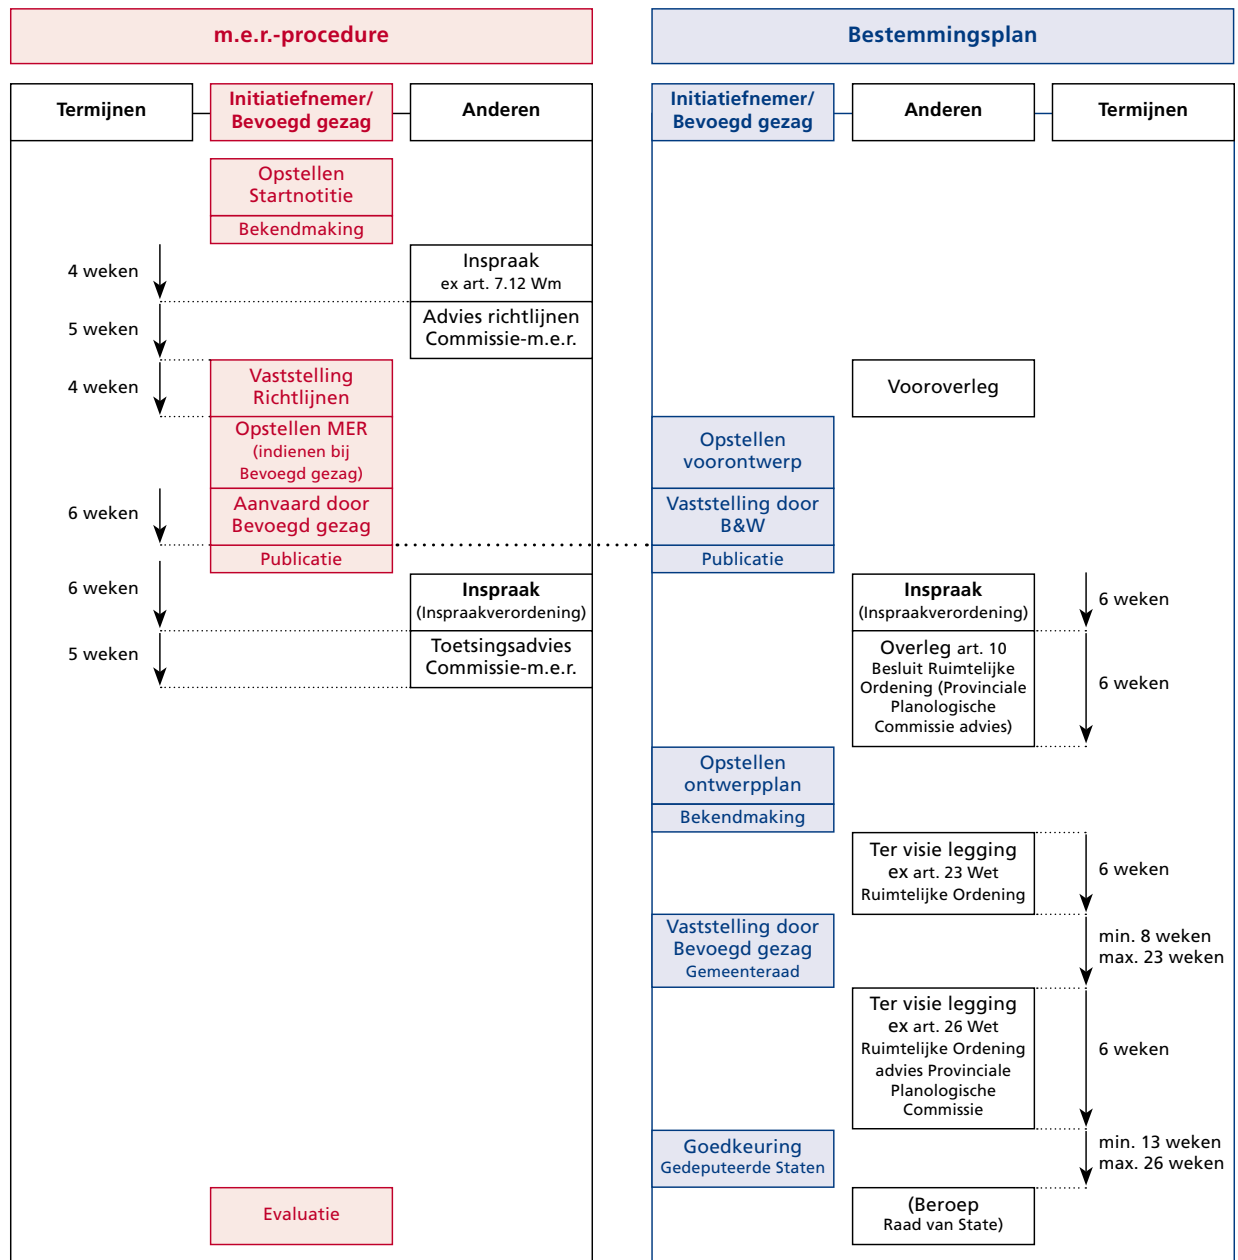 m.e.r.-procedure
Termijnen
Initiatiefnemer/
Bevoegd gezag
Anderen
Opstellen
Startnotitie
Bekendmaking
4 weken
Inspraak
ex art. 7.12 Wm
5 weken
Advies richtlijnen
Commissie-m.e.r.
4 weken
Vaststelling
Richtlijnen
Opstellen MER
(indienen bij
Bevoegd gezag)
6 weken
Aanvaard door
Bevoegd gezag
Publicatie
6 weken
Inspraak
(Inspraakverordening)
5 weken
Toetsingsadvies
Commissie-m.e.r.
Evaluatie
Bestemmingsplan
Initiatiefnemer/
Bevoegd gezag
Anderen
Termijnen
Vooroverleg
Opstellen
voorontwerp
Vaststelling door
B&W
Publicatie
Inspraak
(Inspraakverordening)
6 weken
Overleg art. 10
Besluit Ruimtelijke
Ordening (Provinciale
Planologische
Commissie advies)
6 weken
Opstellen
ontwerpplan
Bekendmaking
Ter visie legging
ex art. 23 Wet
Ruimtelijke Ordening
6 weken
Vaststelling door
Bevoegd gezag
Gemeenteraad
min. 8 weken
max. 23 weken
Ter visie legging
ex art. 26 Wet
Ruimtelijke Ordening
advies Provinciale
Planologische
Commissie
6 weken
Goedkeuring
Gedeputeerde Staten
min. 13 weken
max. 26 weken
(Beroep
Raad van State)